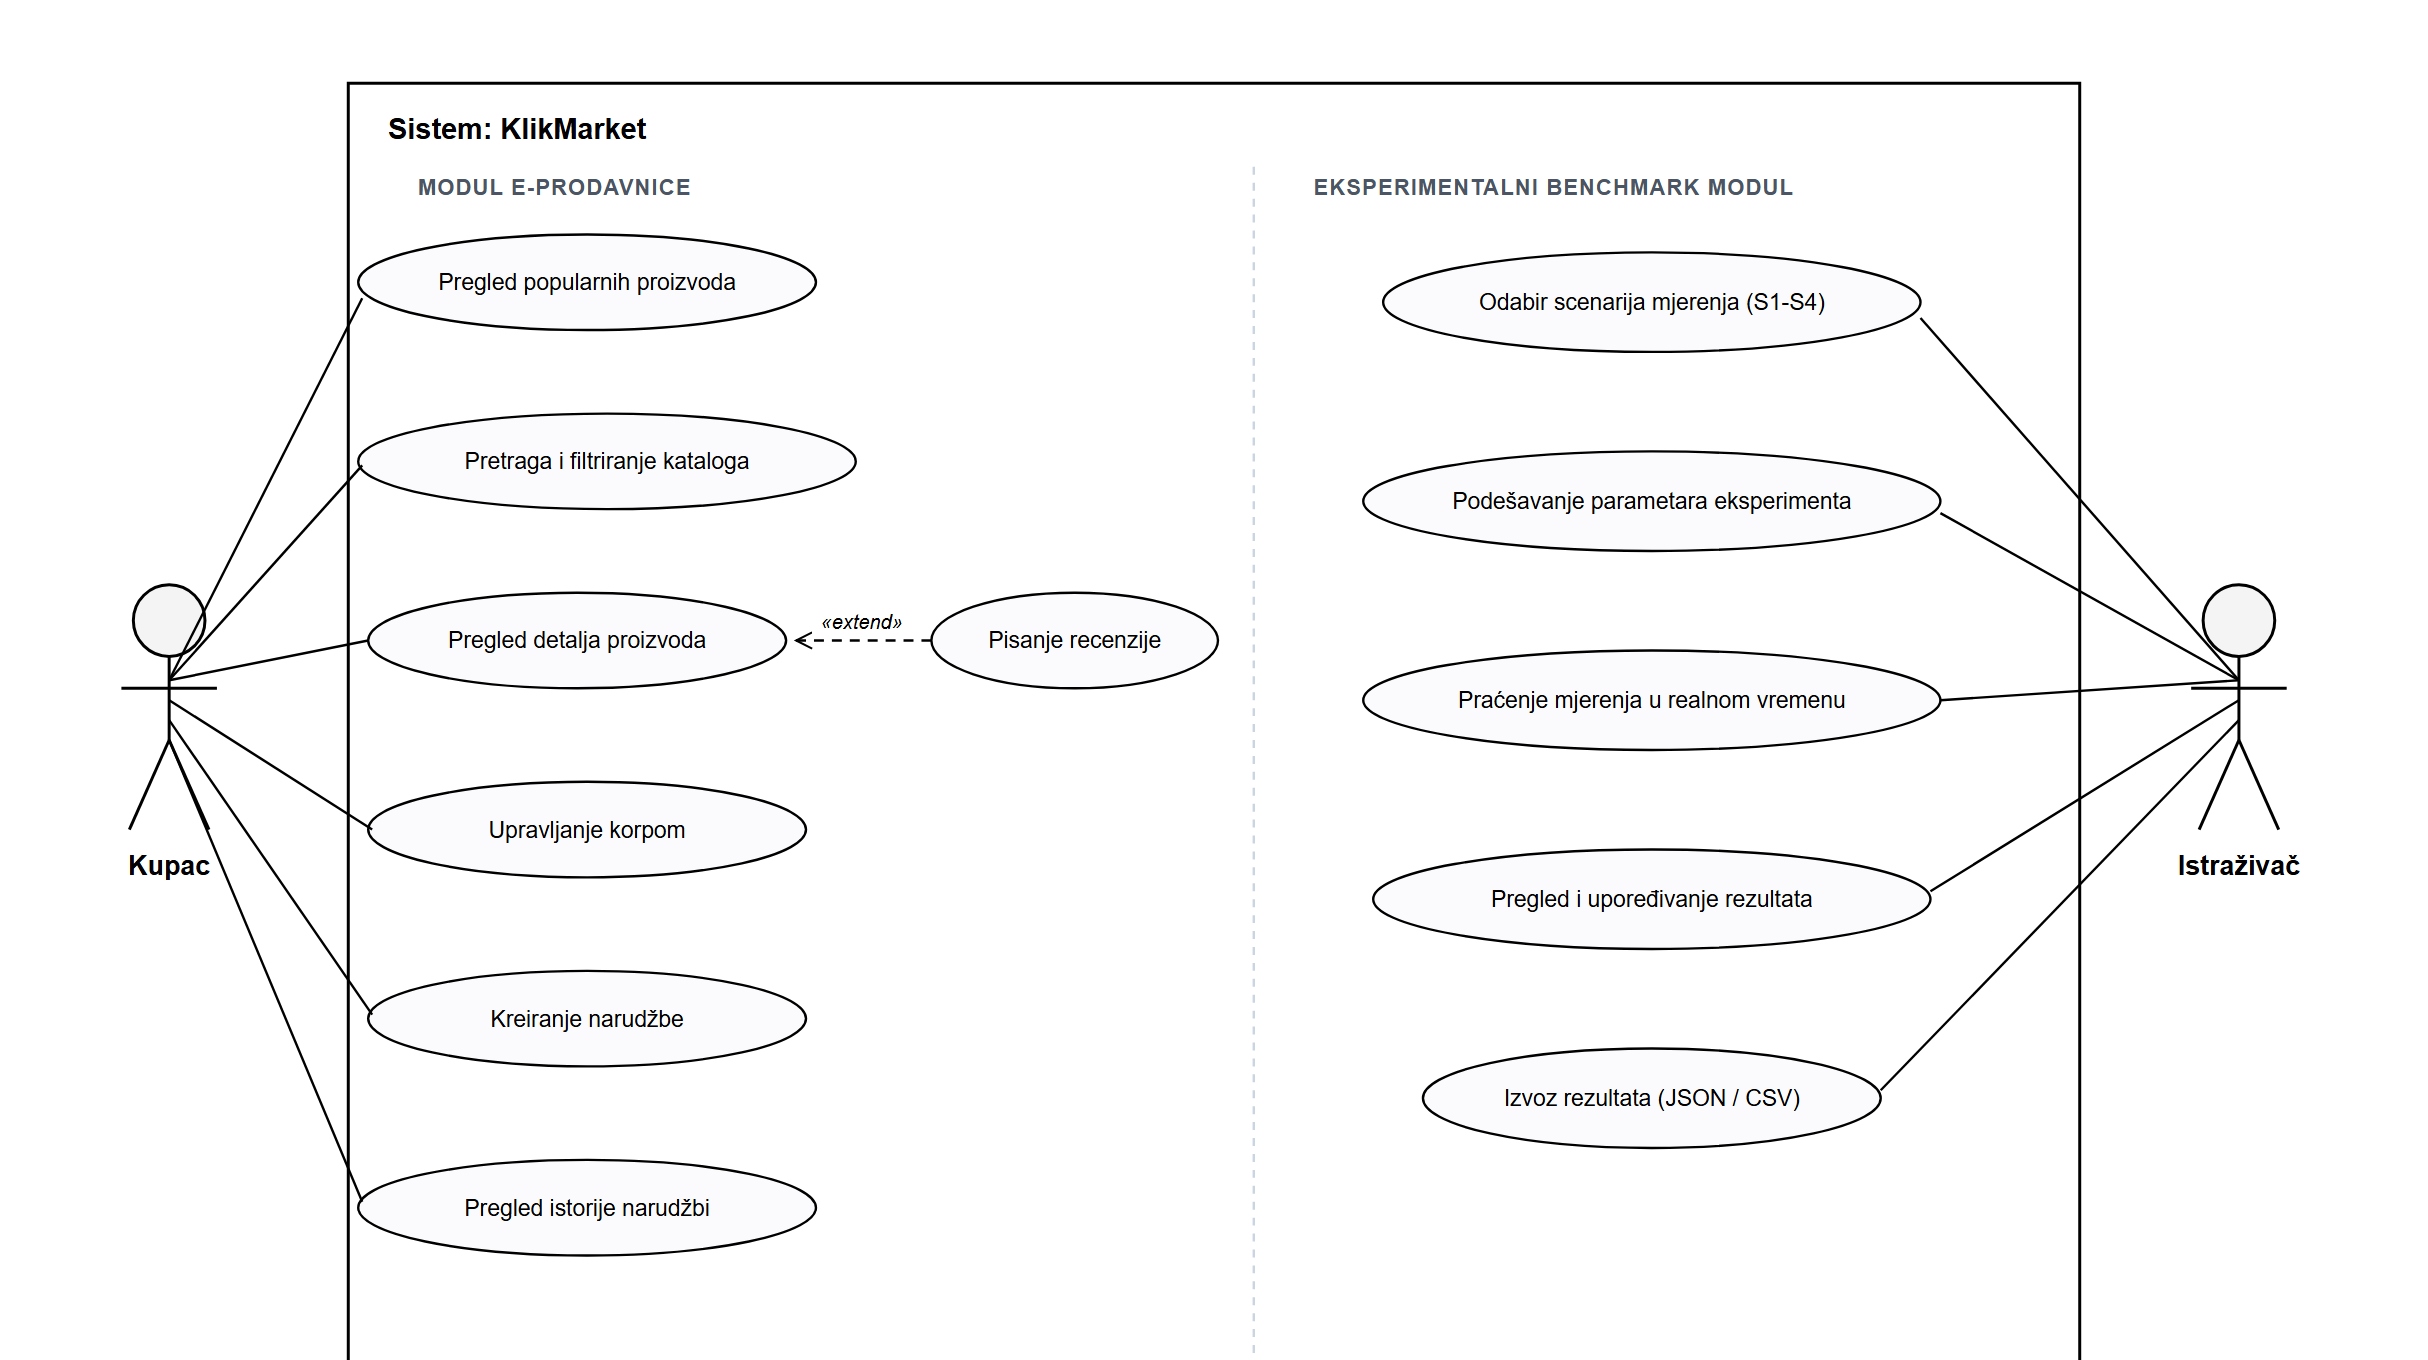 Sistem: KlikMarket
MODUL E-PRODAVNICE
Pregled popularnih proizvoda
Pretraga i filtriranje kataloga
Pregled detalja proizvoda
«extend»
Pisanje recenzije
Upravljanje korpom
Kreiranje narudžbe
Pregled istorije narudžbi
Kupac
EKSPERIMENTALNI BENCHMARK MODUL
Odabir scenarija mjerenja (S1-S4)
Podešavanje parametara eksperimenta
Praćenje mjerenja u realnom vremenu
Pregled i upoređivanje rezultata
Izvoz rezultata (JSON / CSV)
Istraživač